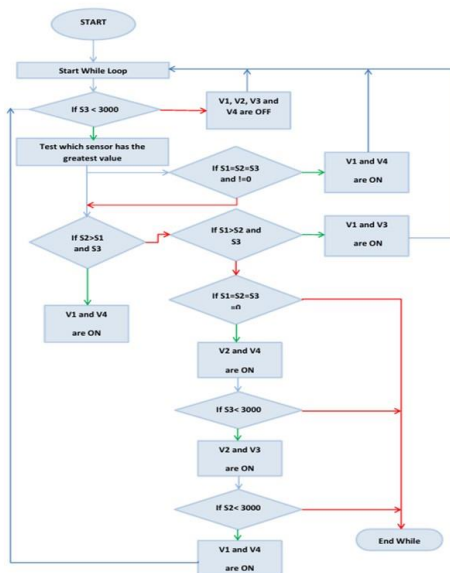 START
Start While Loop
If S3 < 3000
V1, V2, V3 and
V4 are OFF
Test which sensor has the
greatest value
If S1=S2=S3
and !=0
V1 and V4
are ON
If S2>S1
and S3
If S1>S2 and
S3
V1 and V3
are ON
V1 and V4
are ON
If S1=S2=S3
=0
V2 and V4
are ON
If S3< 3000
V2 and V3
are ON
If S2< 3000
V1 and V4
are ON
End While